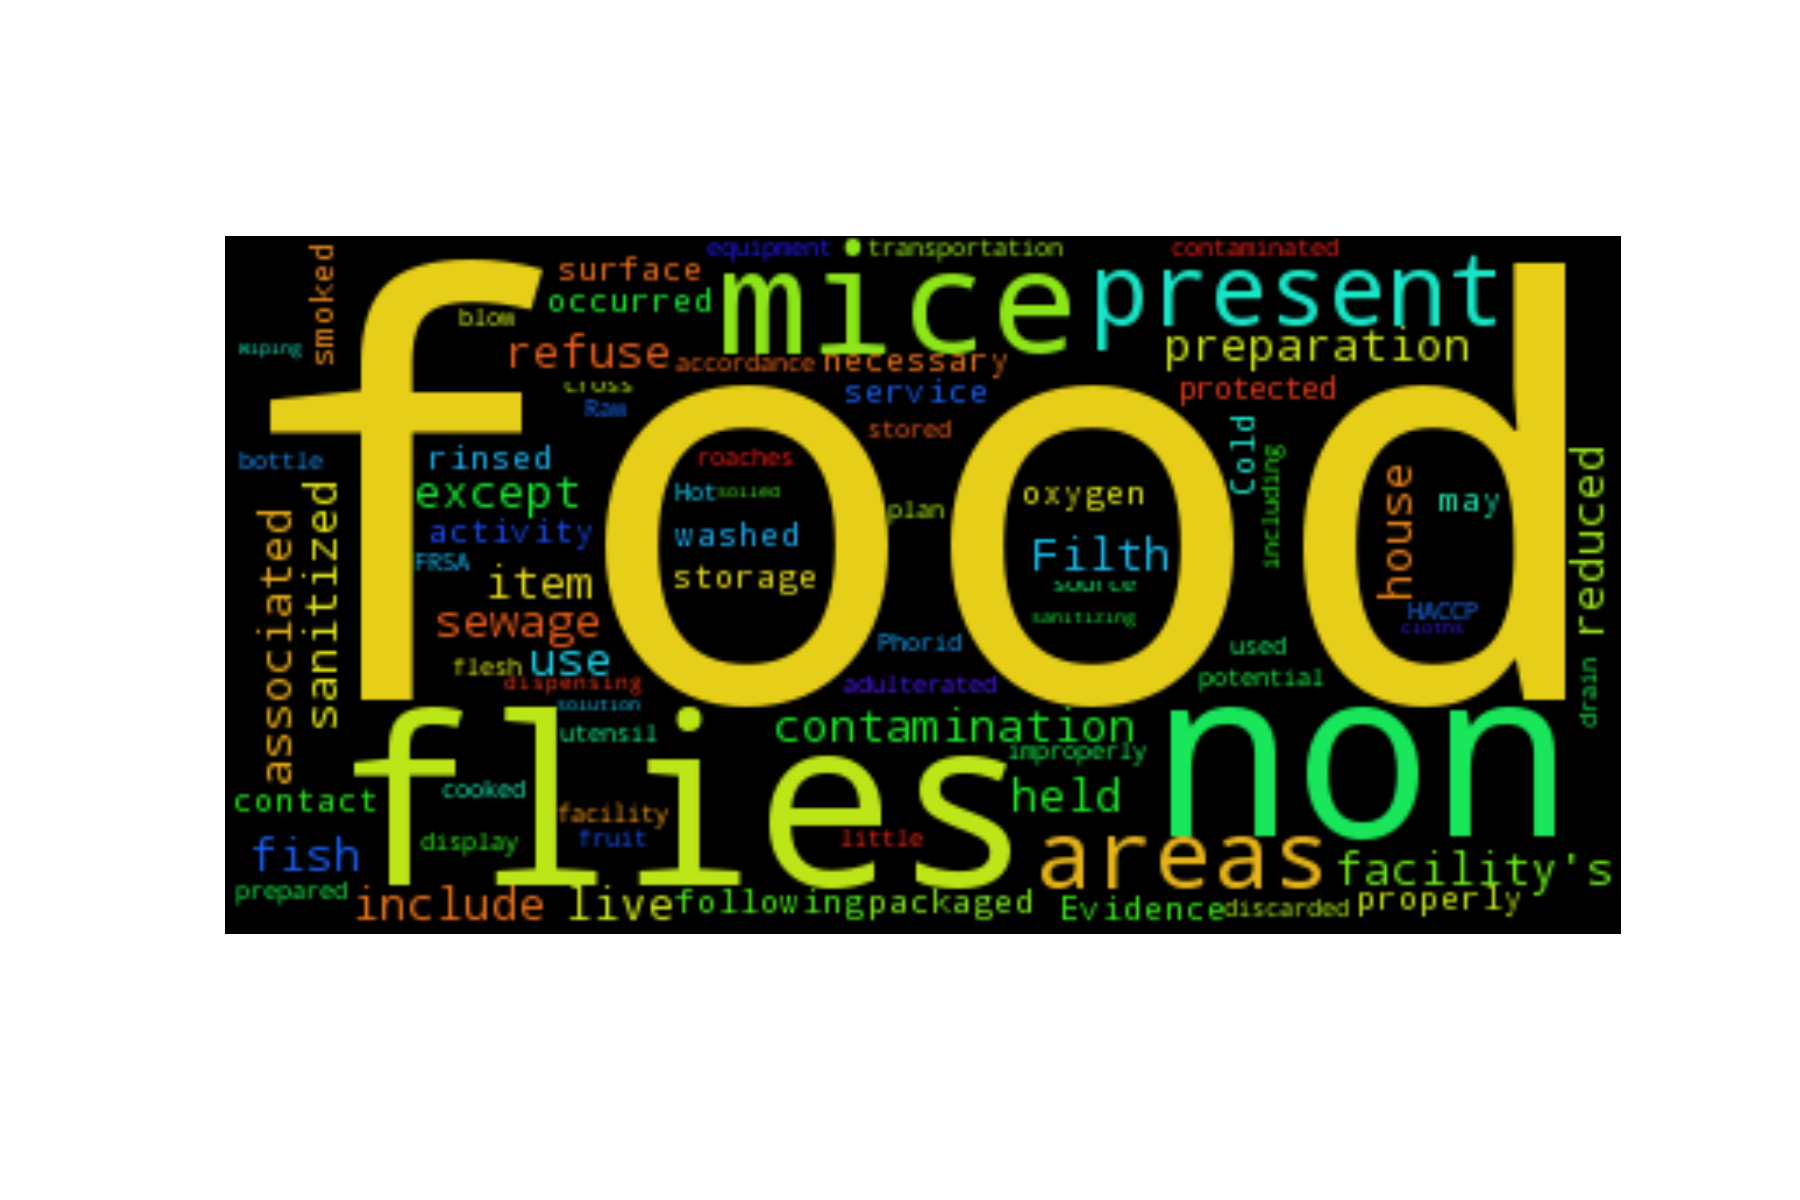 equipment
transportation
contaminated
smoked
surface
mice
present
occurred
blow
wiping
refuse
accordance
necessary
preparation
cross
Raw
service
protected
food
stored
bottle
rinsed
roaches
Cold
including
except
Hot
soiled
oxygen
house
may
reduced
plan
associated
sanitized
activity
washed
Filth
FRSA
item
storage
source
sewage
sanitizing
HACCP
cloths
Phorid
used
flesh
use
dispensing
adulterated
potential
drain
solution
flies
utensil
contamination
non
improperly
contact
cooked
held
facility
fish
display
fruit
little
areas
facility's
prepared
include
live
following
packaged
Evidence
discarded
properly